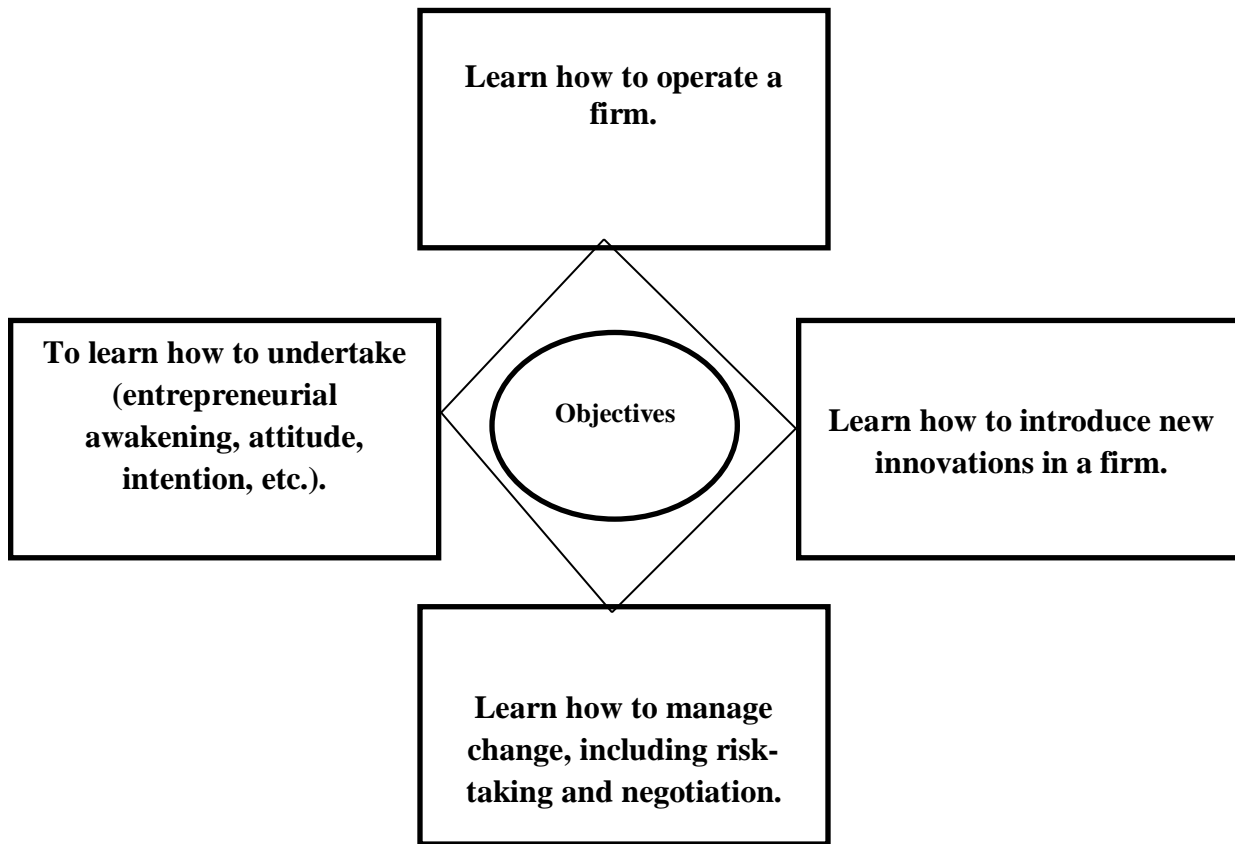 Learn how to operate a
firm.
To learn how to undertake
(entrepreneurial
awakening, attitude,
intention, etc.).
Objectives
Learn how to introduce new
innovations in a firm.
Learn how to manage
change, including risk-
taking and negotiation.